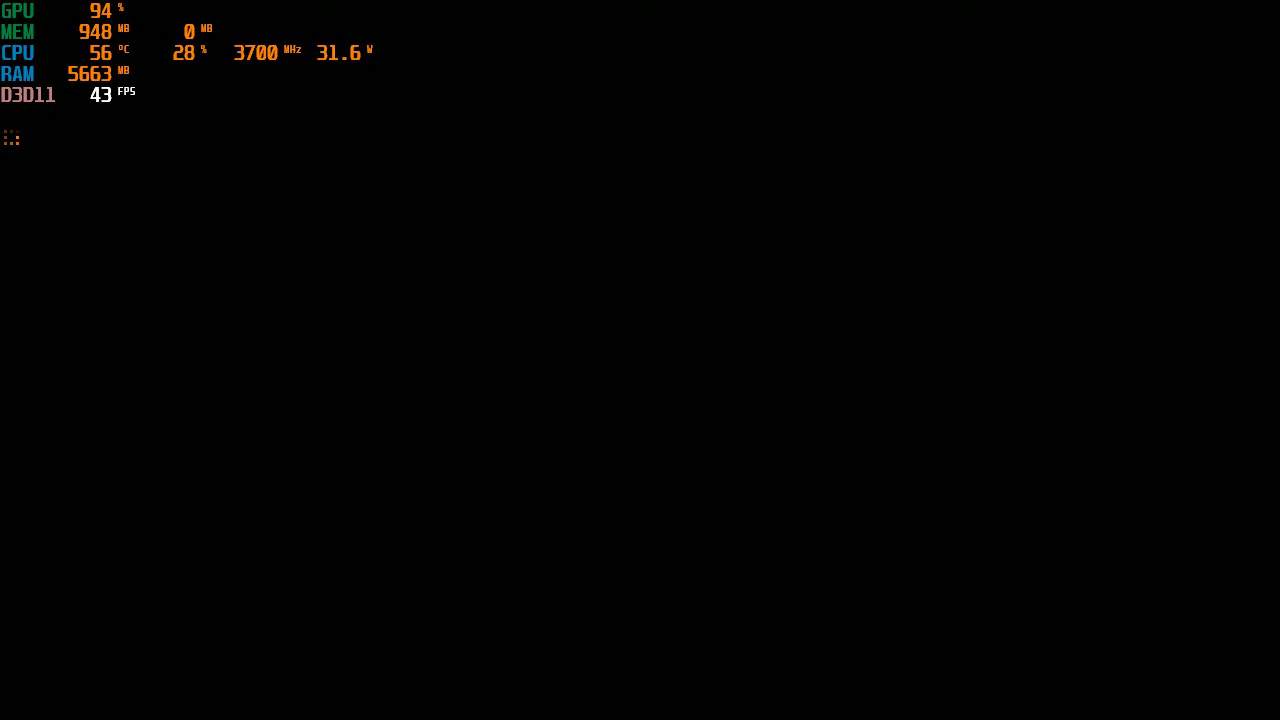 GPU 94 %
MEM 948 MB 0 MB
CPU 56 °C 28 % 3700 MHz 31.6 W
RAM 5663 MB
D3D11 43 FPS